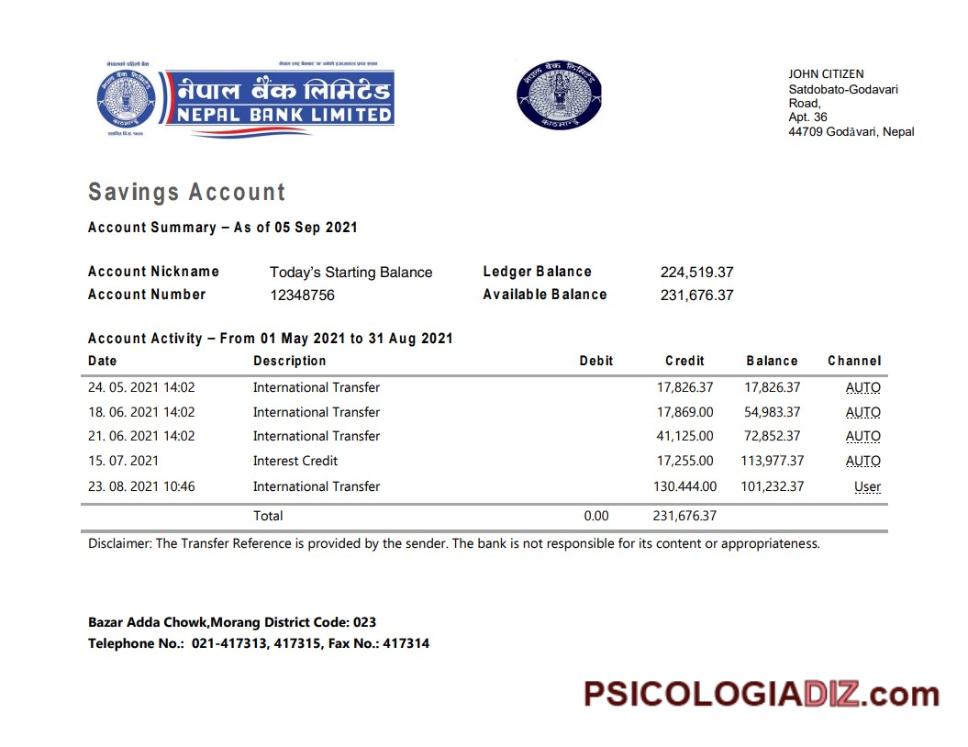 नेपाल बैंक लिमिटेड
NEPAL BANK LIMITED
नेपाल बैंक लिमिटेड
काठमाण्डू
JOHN CITIZEN
Satdobato-Godavari
Road,
Apt. 36
44709 Godāvari, Nepal
Savings Account
Account Summary – As of 05 Sep 2021
Account Nickname Today's Starting Balance Ledger Balance 224,519.37
Account Number 12348756 Available Balance 231,676.37
Account Activity – From 01 May 2021 to 31 Aug 2021
Date Description Debit Credit Balance Channel
24. 05. 2021 14:02 International Transfer 17,826.37 17,826.37 AUTO
18. 06. 2021 14:02 International Transfer 17,869.00 54,983.37 AUTO
21. 06. 2021 14:02 International Transfer 41,125.00 72,852.37 AUTO
15. 07. 2021 Interest Credit 17,255.00 113,977.37 AUTO
23. 08. 2021 10:46 International Transfer 130.444.00 101,232.37 User
Total 0.00 231,676.37
Disclaimer: The Transfer Reference is provided by the sender. The bank is not responsible for its content or appropriateness.
Bazar Adda Chowk,Morang District Code: 023
Telephone No.: 021-417313, 417315, Fax No.: 417314
PSICOLOGIADIZ.com